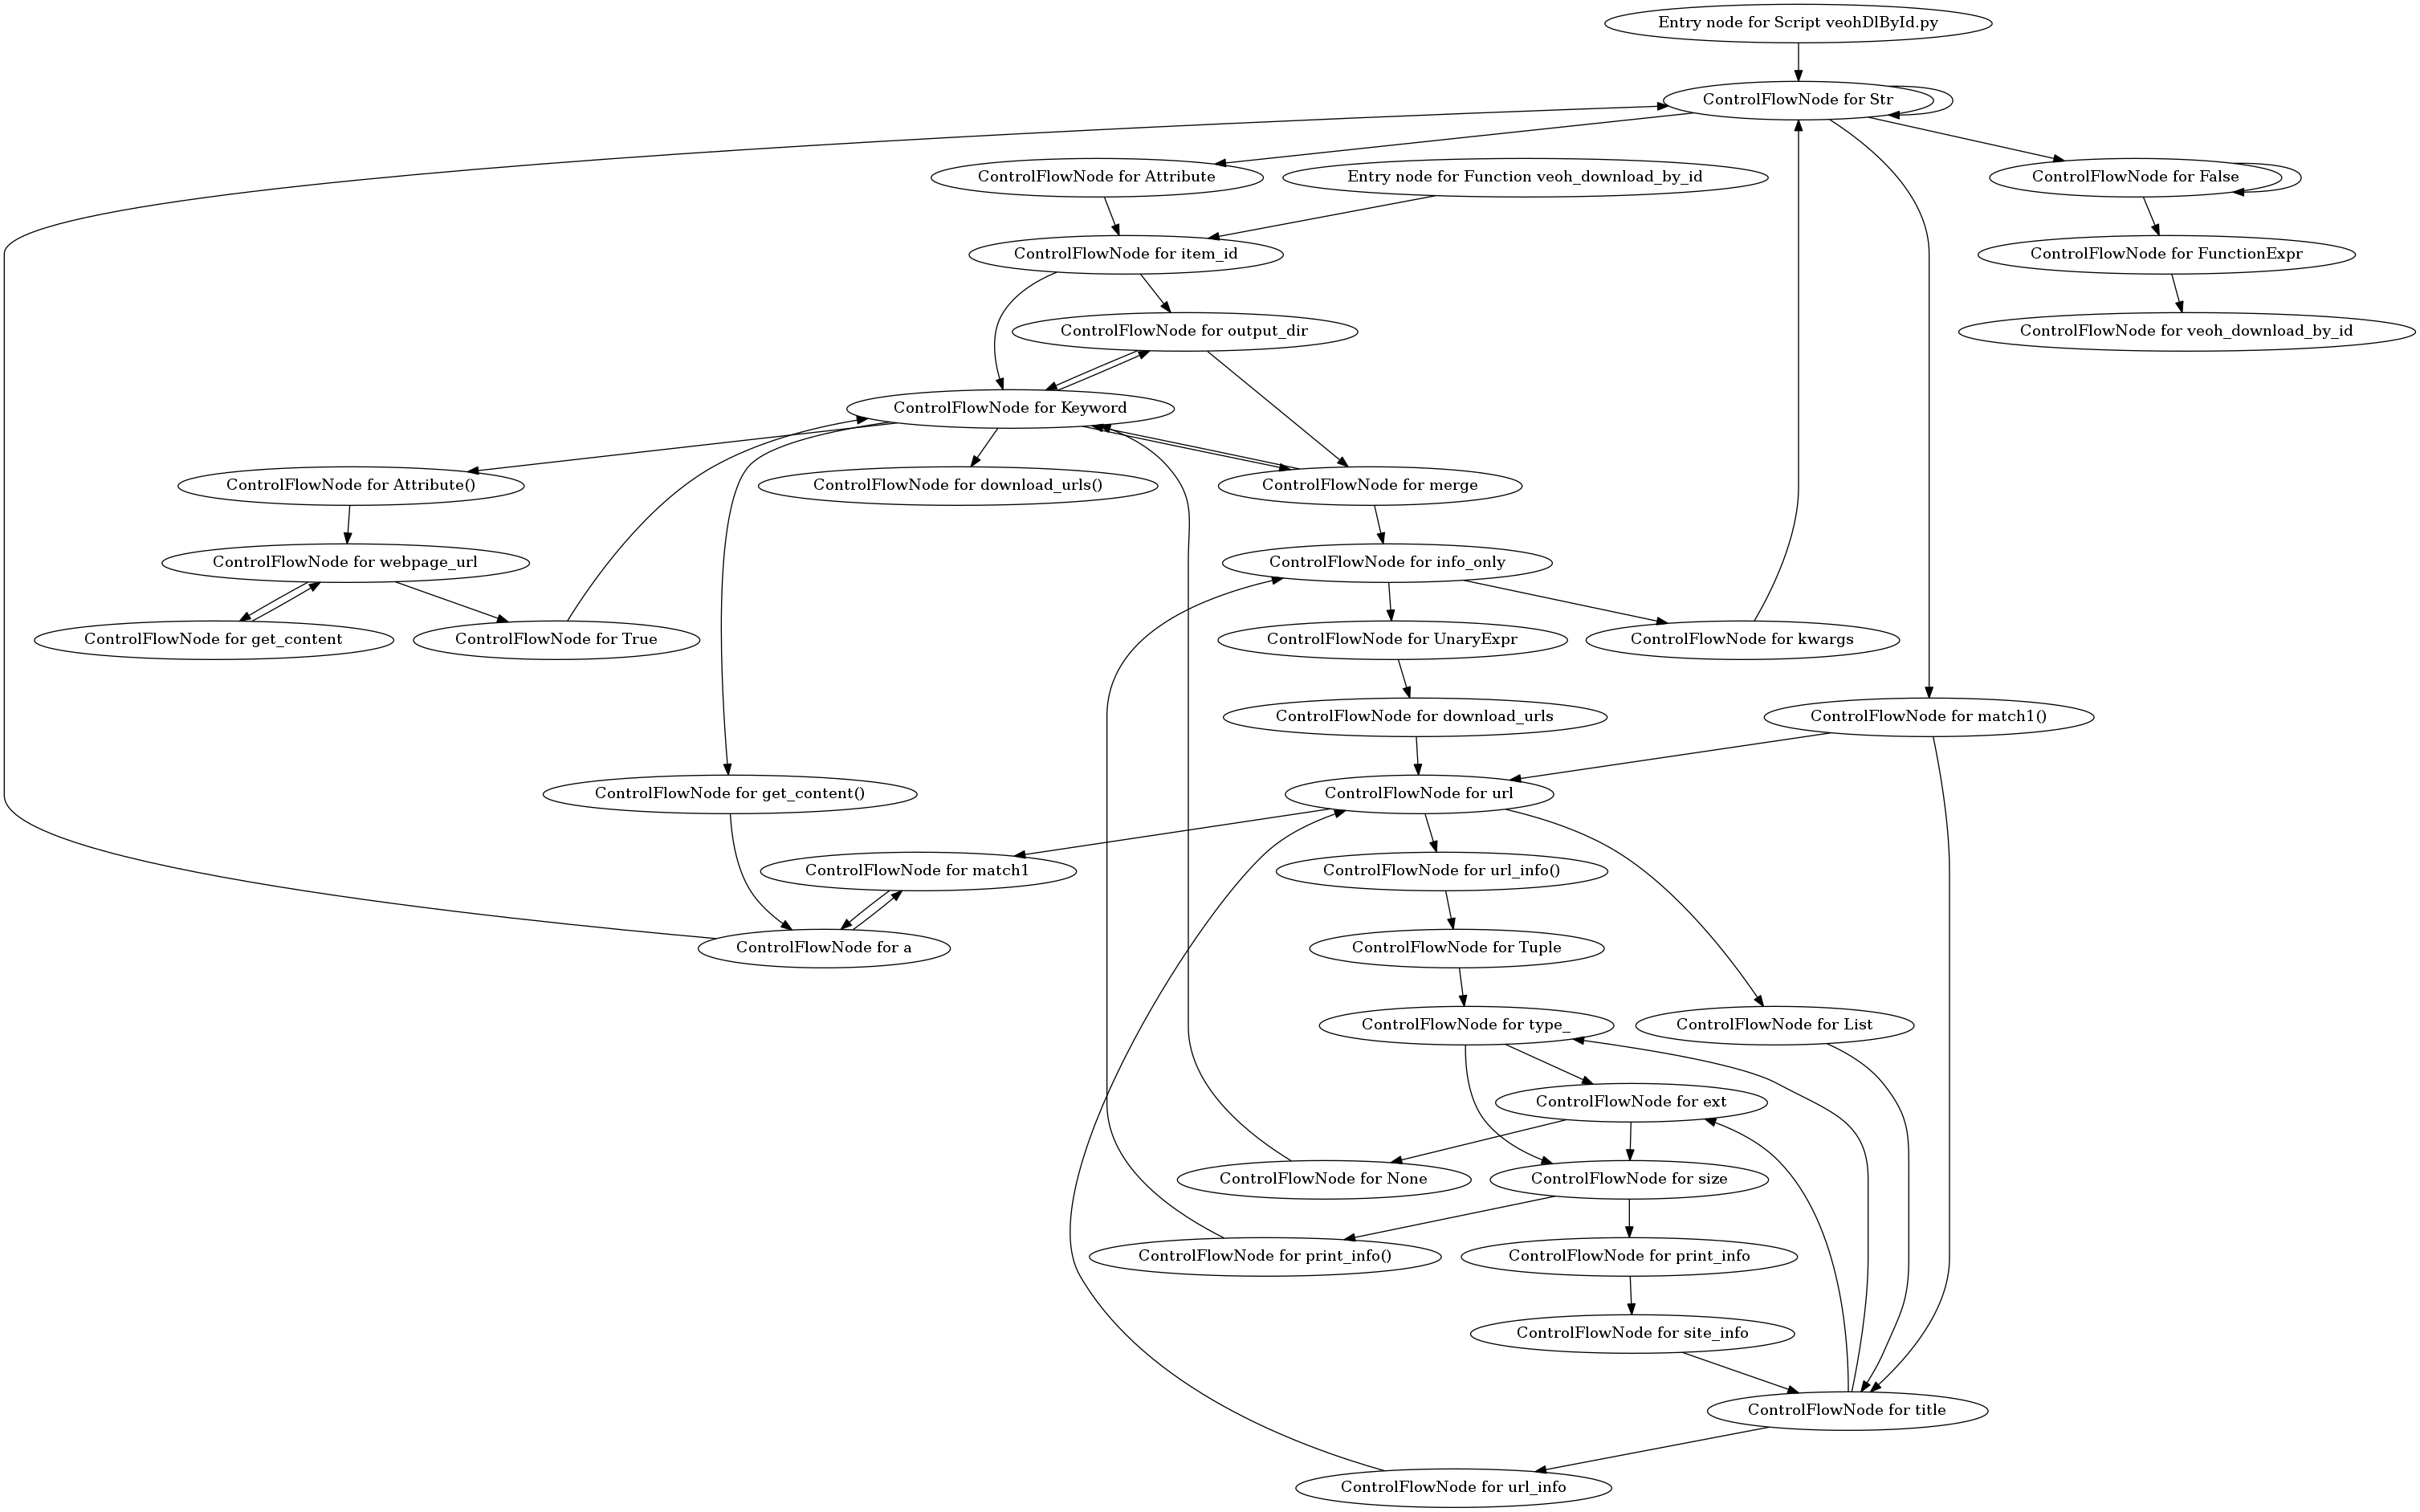 Entry node for Script veohDlById.py
ControlFlowNode for Str
ControlFlowNode for Attribute
Entry node for Function veoh_download_by_id
ControlFlowNode for False
ControlFlowNode for item_id
ControlFlowNode for FunctionExpr
ControlFlowNode for output_dir
ControlFlowNode for veoh_download_by_id
ControlFlowNode for Keyword
ControlFlowNode for Attribute()
ControlFlowNode for download_urls()
ControlFlowNode for merge
ControlFlowNode for webpage_url
ControlFlowNode for info_only
ControlFlowNode for get_content
ControlFlowNode for True
ControlFlowNode for UnaryExpr
ControlFlowNode for kwargs
ControlFlowNode for download_urls
ControlFlowNode for match1()
ControlFlowNode for get_content()
ControlFlowNode for url
ControlFlowNode for match1
ControlFlowNode for url_info()
ControlFlowNode for a
ControlFlowNode for Tuple
ControlFlowNode for type_
ControlFlowNode for List
ControlFlowNode for ext
ControlFlowNode for None
ControlFlowNode for size
ControlFlowNode for print_info()
ControlFlowNode for print_info
ControlFlowNode for site_info
ControlFlowNode for title
ControlFlowNode for url_info